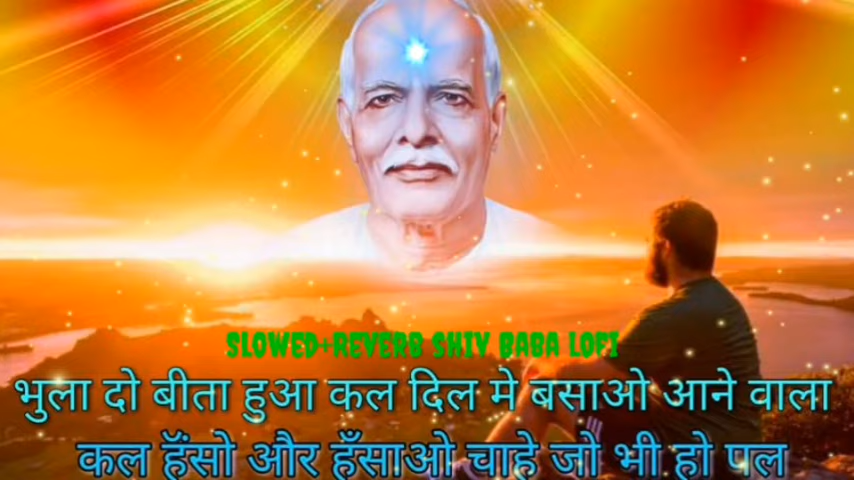 SLOWED+REVERB SHIV BABA LOFI
भुला दो बीता हुआ कल दिल मे बसाओ आने वाला
कल हॅंसो और हँसाओ चाहे जो भी हो पल